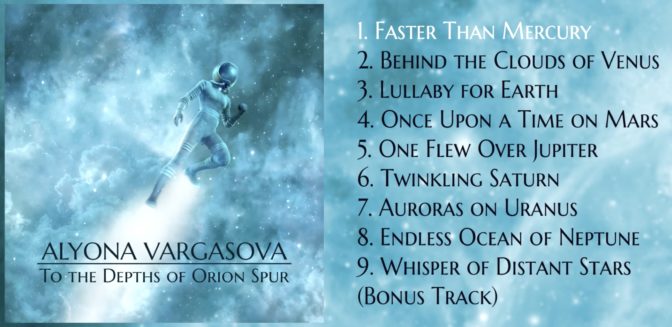 ALYONA VARGASOVA
TO THE DEPTHS OF ORION SPUR
1. FASTER THAN MERCURY
2. BEHIND THE CLOUDS OF VENUS
3. LULLABY FOR EARTH
4. ONCE UPON A TIME ON MARS
5. ONE FLEW OVER JUPITER
6. TWINKLING SATURN
7. AURORAS ON URANUS
8. ENDLESS OCEAN OF NEPTUNE
9. WHISPER OF DISTANT STARS
(BONUS TRACK)